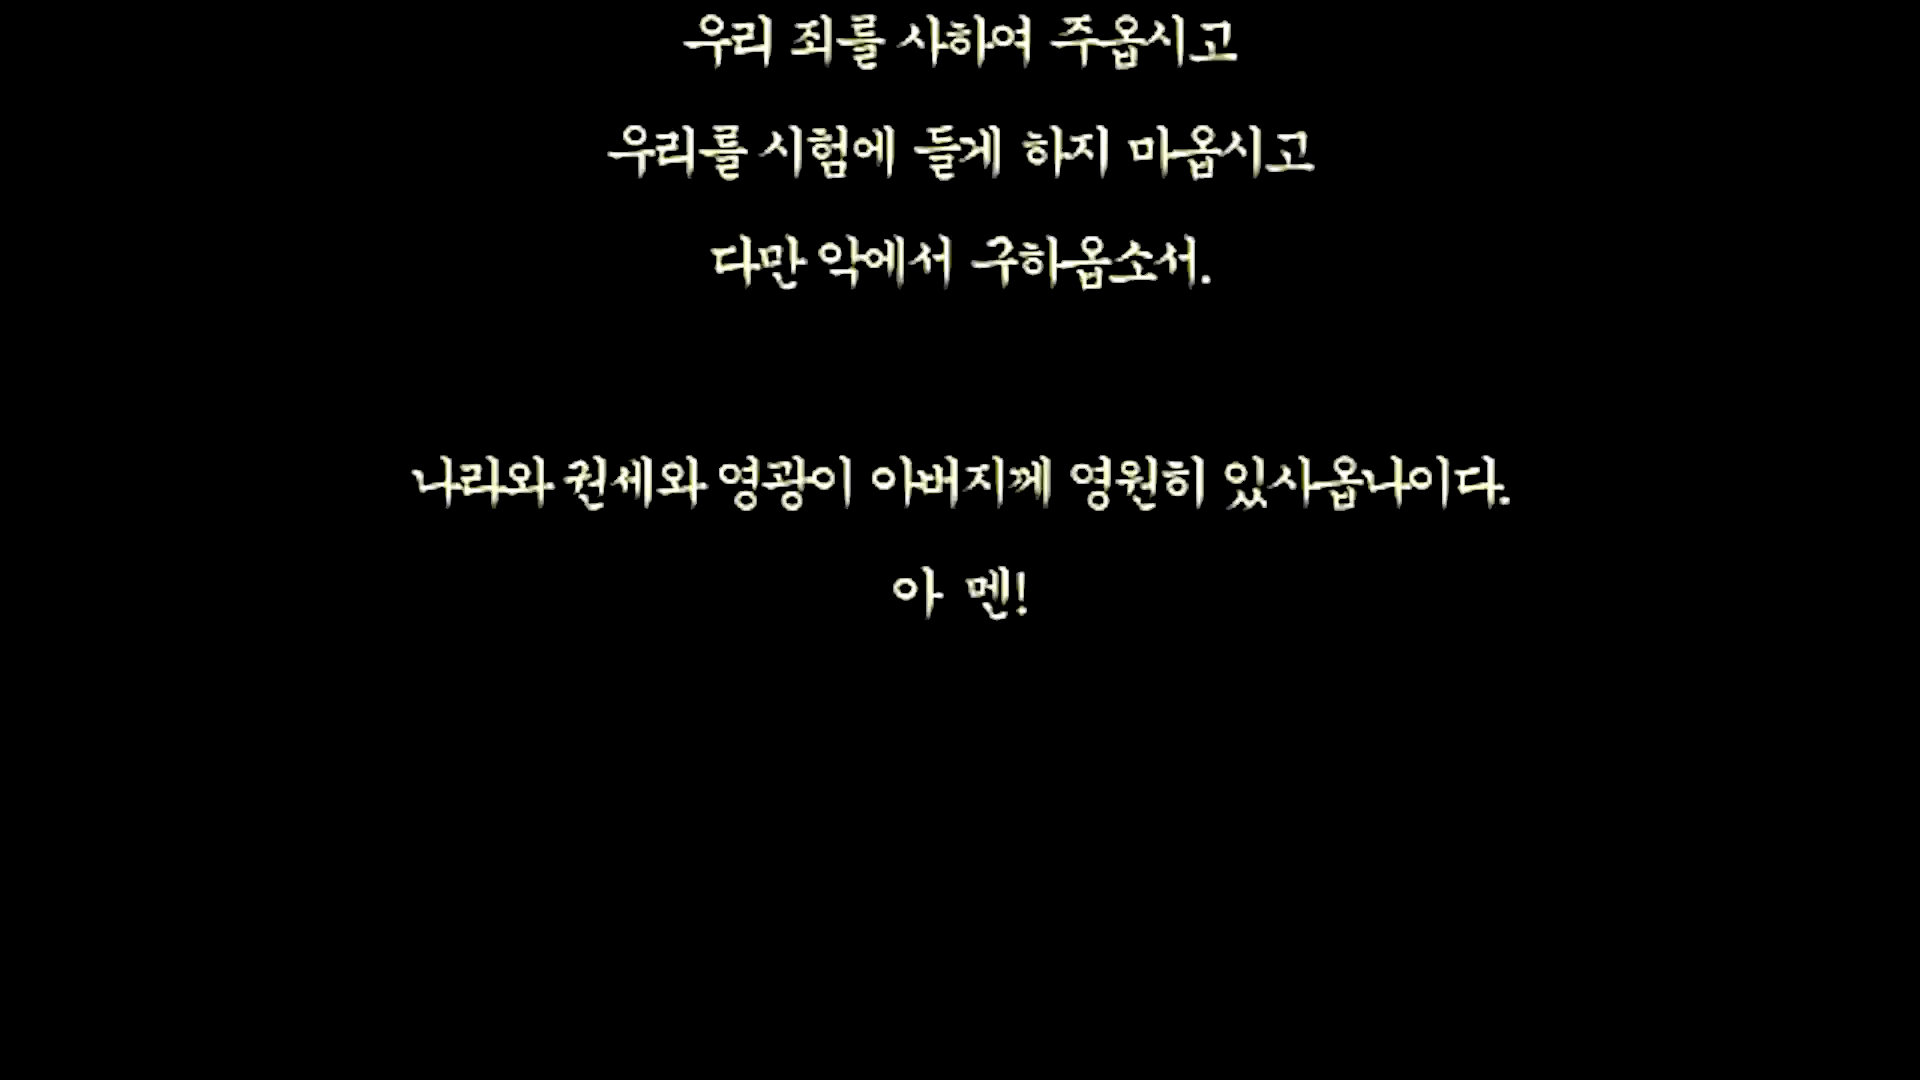 우리 죄를 사하여 주옵시고
우리를 시험에 들게 하지 마옵시고
다만 악에서 구하옵소서.
나라와 권세와 영광이 아버지께 영원히 있사옵나이다.
아 멘!